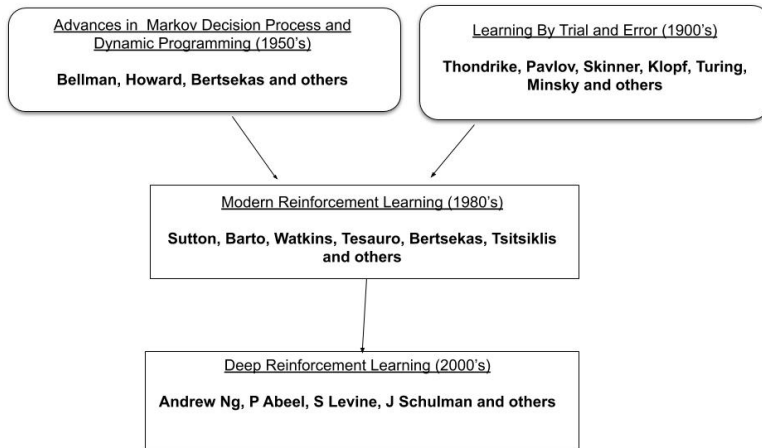 Advances in Markov Decision Process and
Dynamic Programming (1950's)
Bellman, Howard, Bertsekas and others
Learning By Trial and Error (1900's)
Thondrike, Pavlov, Skinner, Klopf, Turing,
Minsky and others
Modern Reinforcement Learning (1980's)
Sutton, Barto, Watkins, Tesauro, Bertsekas, Tsitsiklis
and others
Deep Reinforcement Learning (2000's)
Andrew Ng, P Abeel, S Levine, J Schulman and others